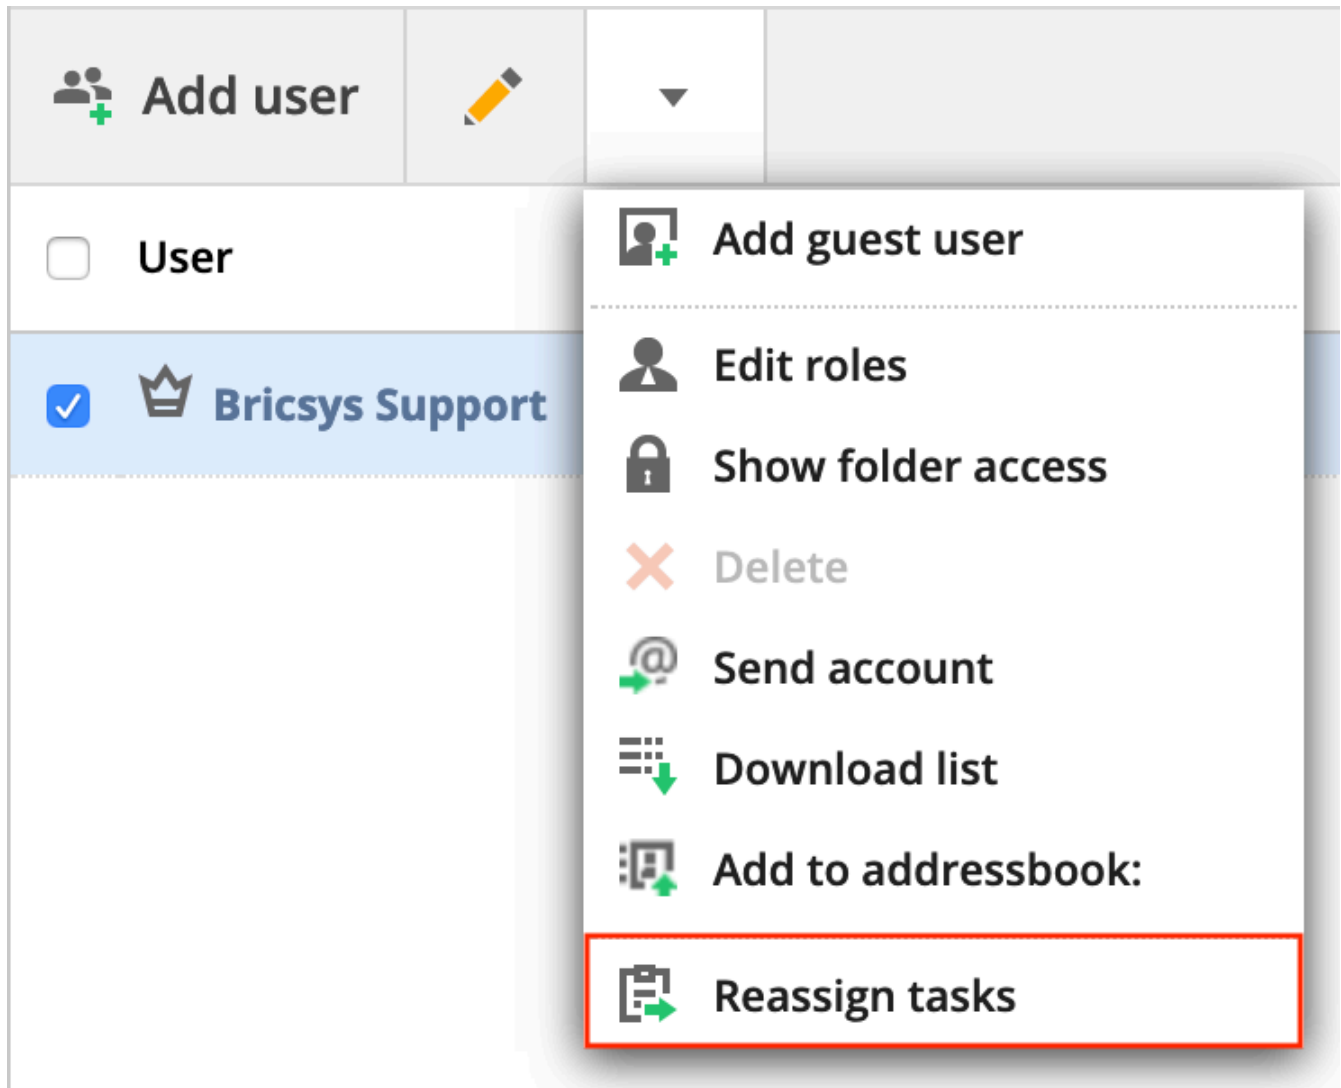 Add user
Add guest user
User
Edit roles
Bricsys Support
Show folder access
Delete
Send account
Download list
Add to addressbook:
Reassign tasks